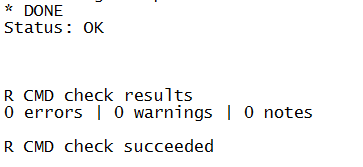 * DONE
Status: OK
R CMD check results
0 errors | 0 warnings | 0 notes
R CMD check succeeded